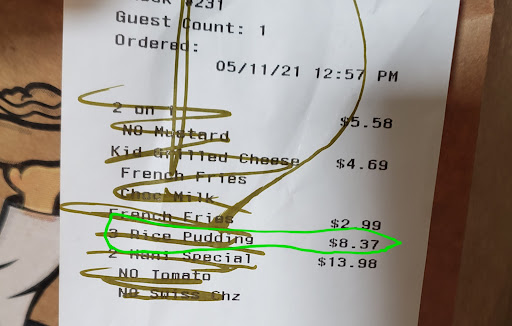 #231
Guest Count: 1
Ordered:
05/11/21 12:57 PM
2 on 1 $5.58
NO Mustard
Kid Grilled Cheese $4.69
French Fries
Choc Milk
French Fries $2.99
3 Rice Pudding $8.37
2 Special $13.98
NO Tomato
NO Swiss Chz